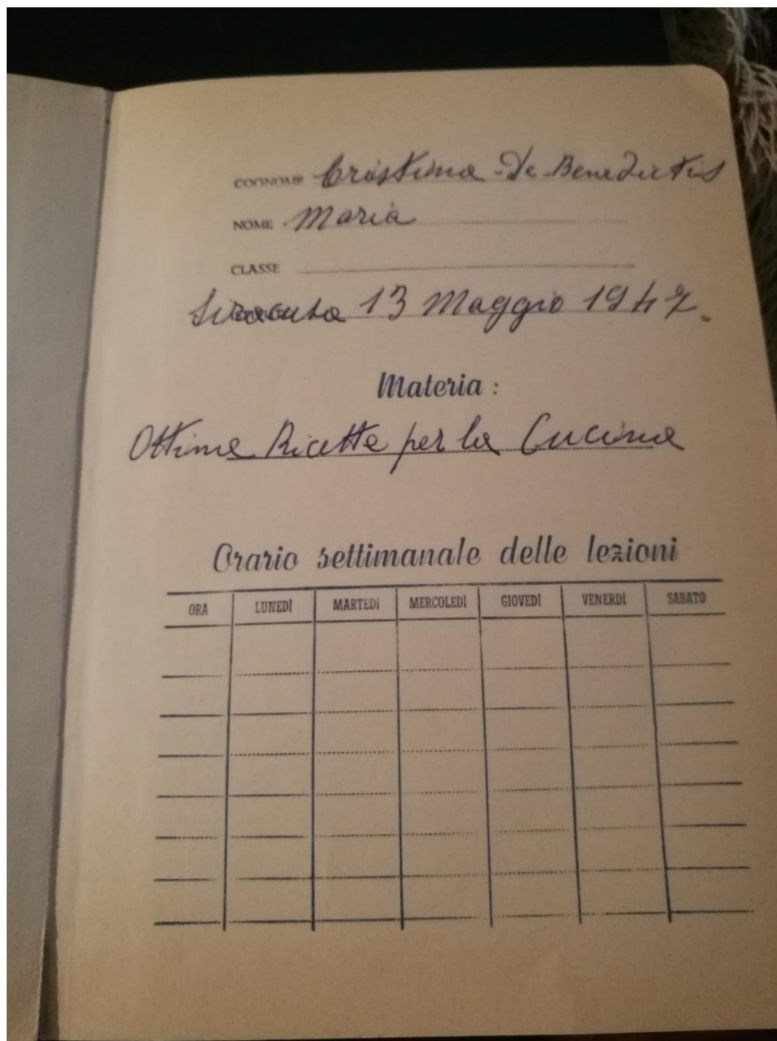 COGNOME Cristina - De - Benedictis
NOME Maria
CLASSE
Siracusa 13 Maggio 1947.
Materia :
Ottime Ricette per la Cucina
Orario settimanale delle lezioni
ORA LUNEDÌ MARTEDÌ MERCOLEDÌ GIOVEDÌ VENERDÌ SABATO